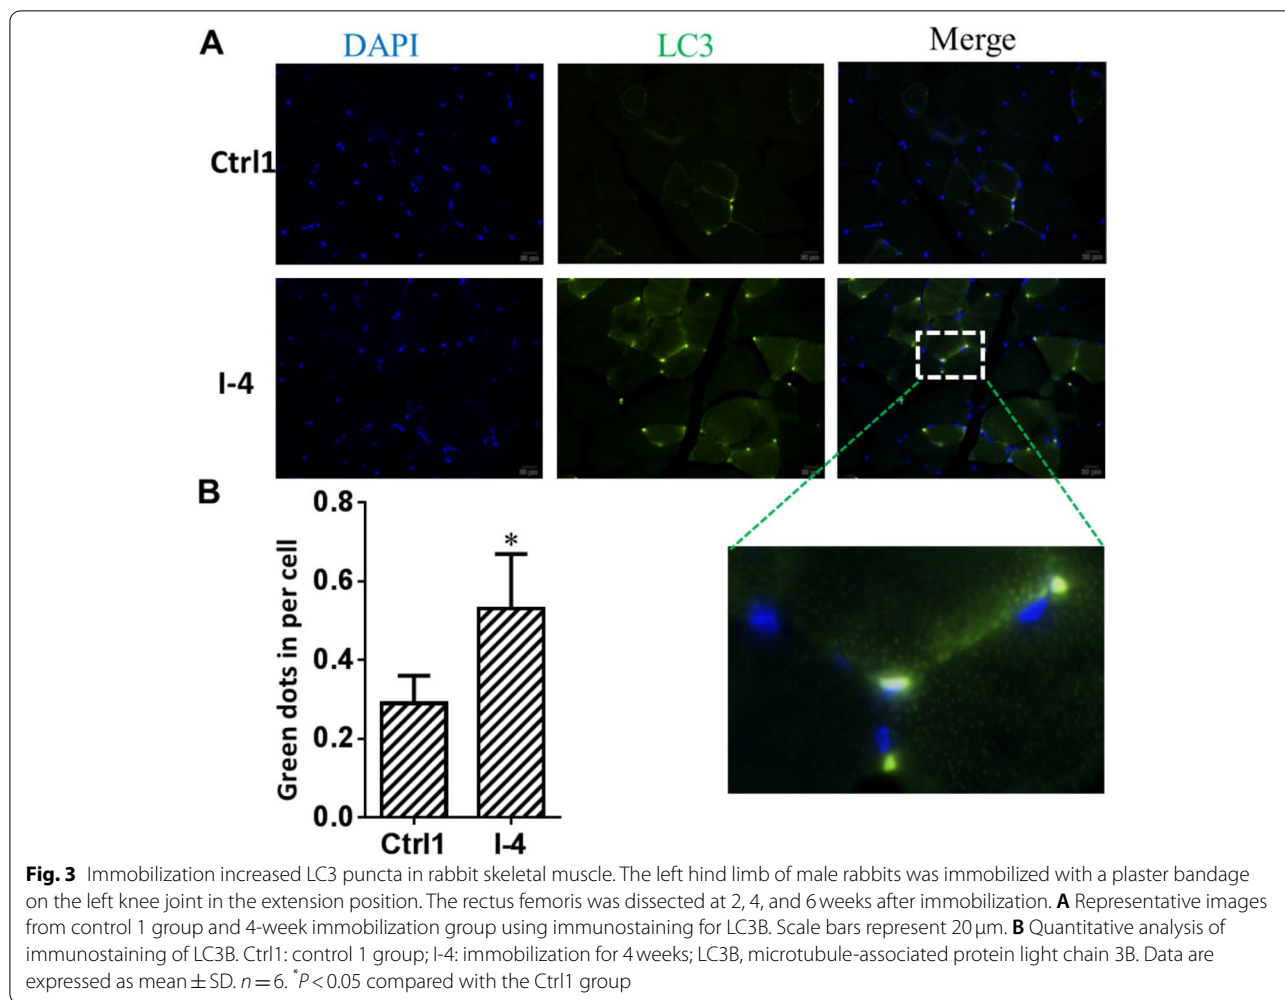 A
DAPI
LC3
Merge
Ctrl1
I-4
B
Green dots in per cell
0.8
0.6
0.4
0.2
0.0
*
Ctrl1
I-4
Fig. 3 Immobilization increased LC3 puncta in rabbit skeletal muscle. The left hind limb of male rabbits was immobilized with a plaster bandage
on the left knee joint in the extension position. The rectus femoris was dissected at 2, 4, and 6 weeks after immobilization. A Representative images
from control 1 group and 4-week immobilization group using immunostaining for LC3B. Scale bars represent 20 μm. B Quantitative analysis of
immunostaining of LC3B. Ctrl1: control 1 group; I-4: immobilization for 4 weeks; LC3B, microtubule-associated protein light chain 3B. Data are
expressed as mean ± SD. n = 6. *P < 0.05 compared with the Ctrl1 group